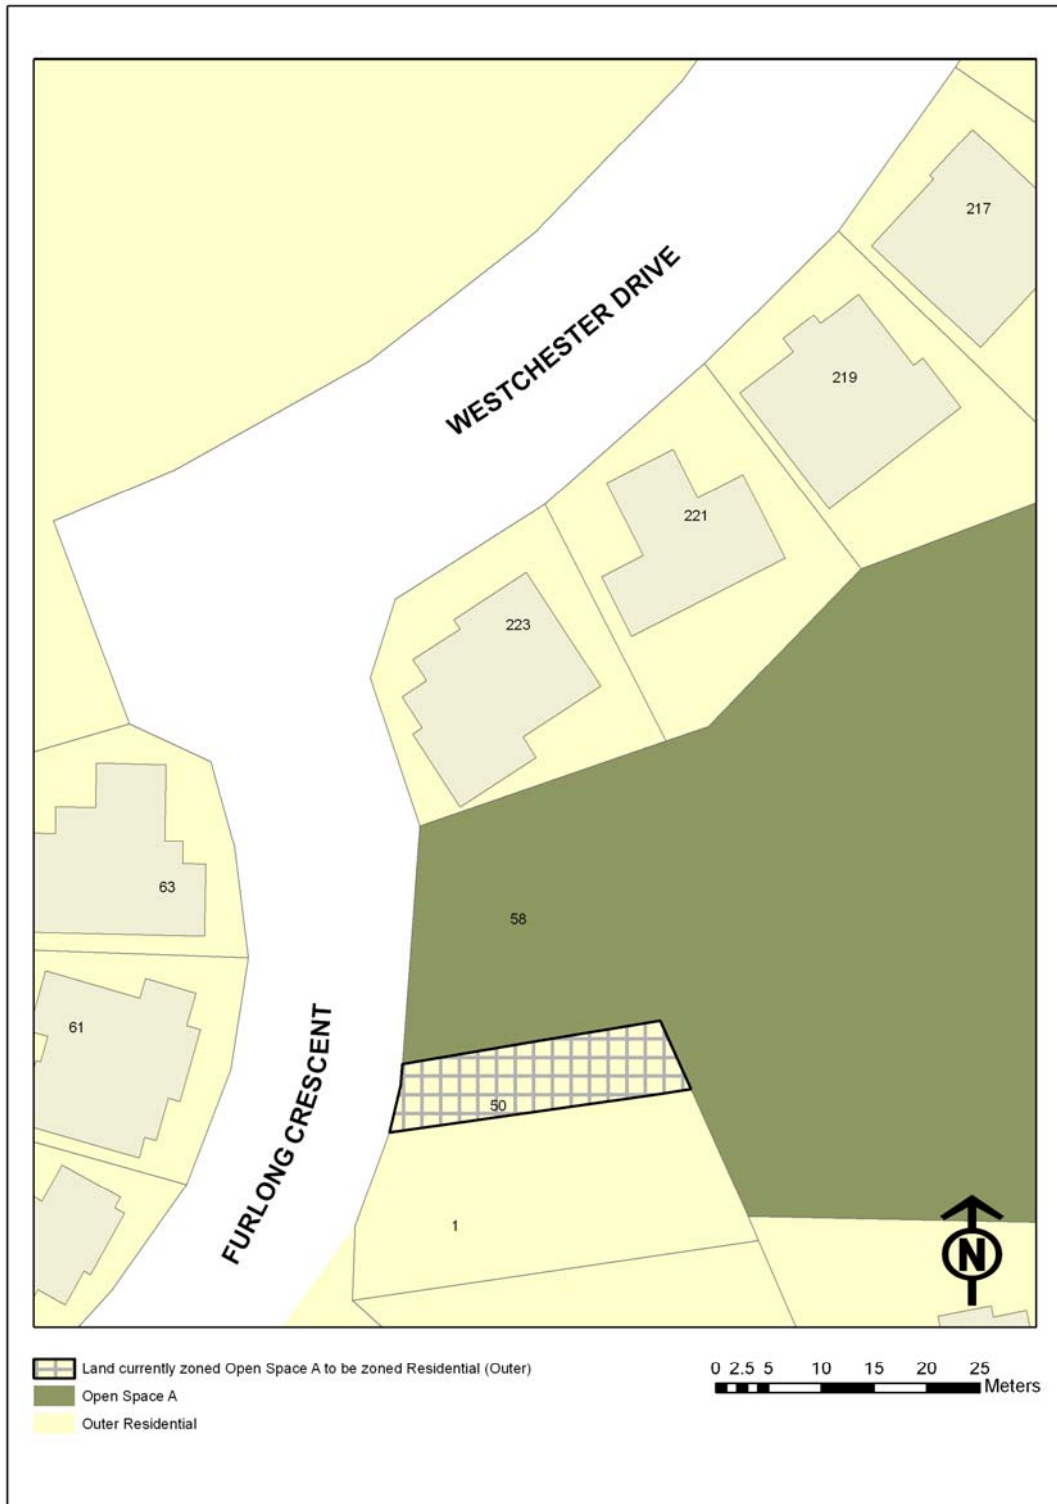 217
WESTCHESTER DRIVE
219
221
223
63
58
61
FURLONG CRESCENT
50
1
N
Land currently zoned Open Space A to be zoned Residential (Outer)
Open Space A
Outer Residential
0 2.5 5 10 15 20 25
Meters